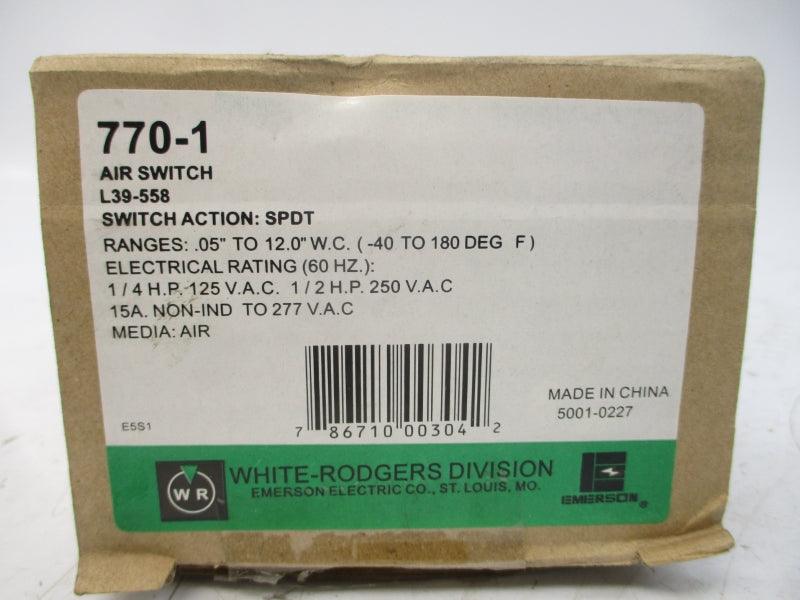 770-1
AIR SWITCH
L39-558
SWITCH ACTION: SPDT
RANGES: .05" TO 12.0" W.C. ( -40 TO 180 DEG F )
ELECTRICAL RATING (60 HZ.):
1 / 4 H.P. 125 V.A.C. 1 / 2 H.P. 250 V.A.C
15A. NON-IND TO 277 V.A.C
MEDIA: AIR
MADE IN CHINA
5001-0227
E5S1
7 86710 00304 2
WR
WHITE-RODGERS DIVISION
EMERSON ELECTRIC CO., ST. LOUIS, MO.
EMERSON®